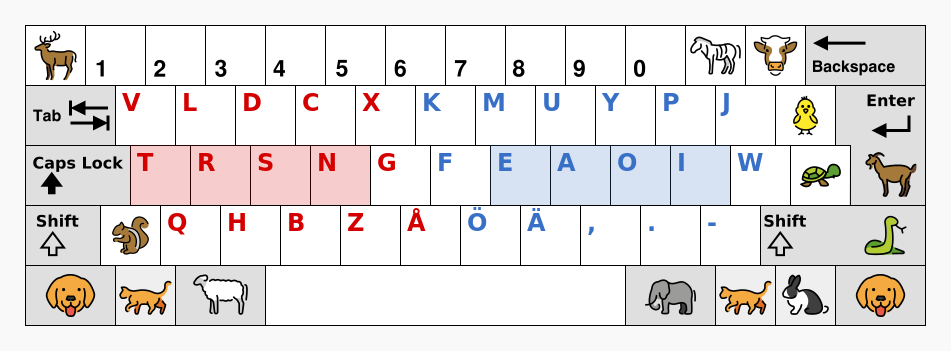 1 2 3 4 5 6 7 8 9 0 Backspace
Tab V L D C X K M U Y P J Enter
Caps Lock T R S N G F E A O I W
Shift Q H B Z Å Ö Ä , . - Shift